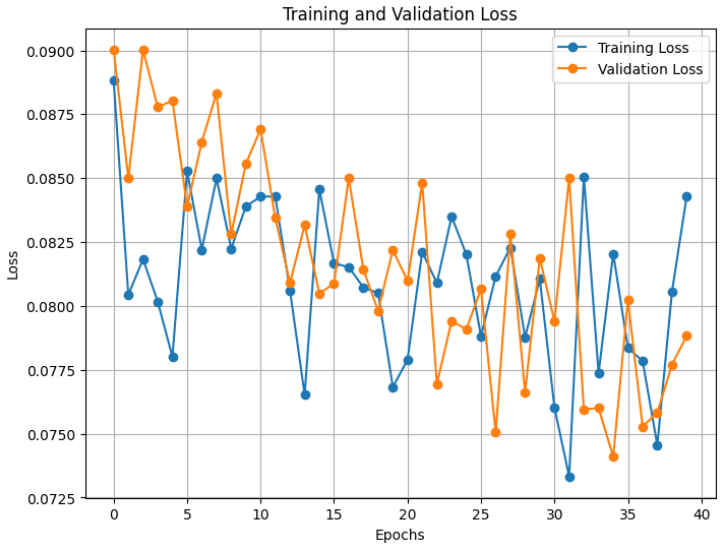 Training and Validation Loss
Training Loss
Validation Loss
0.0900
0.0875
0.0850
0.0825
0.0800
0.0775
0.0750
0.0725
Loss
0 5 10 15 20 25 30 35 40
Epochs